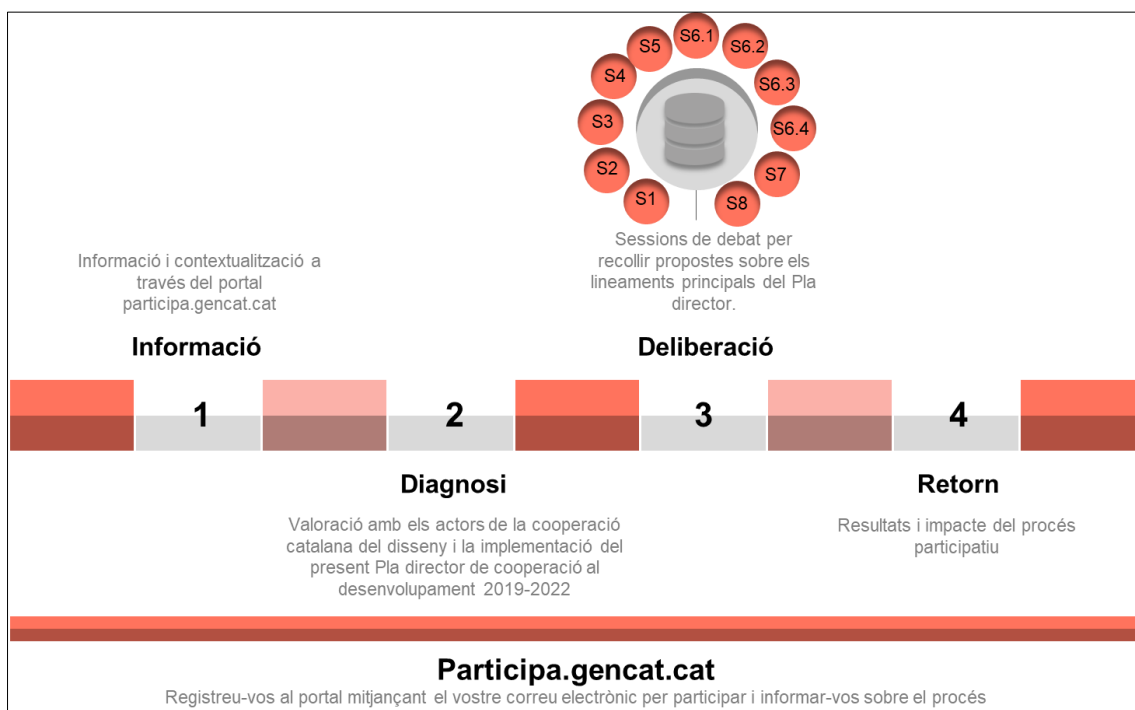 S1
S2
S3
S4
S5
S6.1
S6.2
S6.3
S6.4
S7
S8
Sessions de debat per
recollir propostes sobre els
lineaments principals del Pla
director.
Informació i contextualització a
través del portal
participa.gencat.cat
Informació
Deliberació
1
2
3
4
Diagnosi
Valoració amb els actors de la cooperació
catalana del disseny i la implementació del
present Pla director de cooperació al
desenvolupament 2019-2022
Retorn
Resultats i impacte del procés
participatiu
Participa.gencat.cat
Registreu-vos al portal mitjançant el vostre correu electrònic per participar i informar-vos sobre el procés